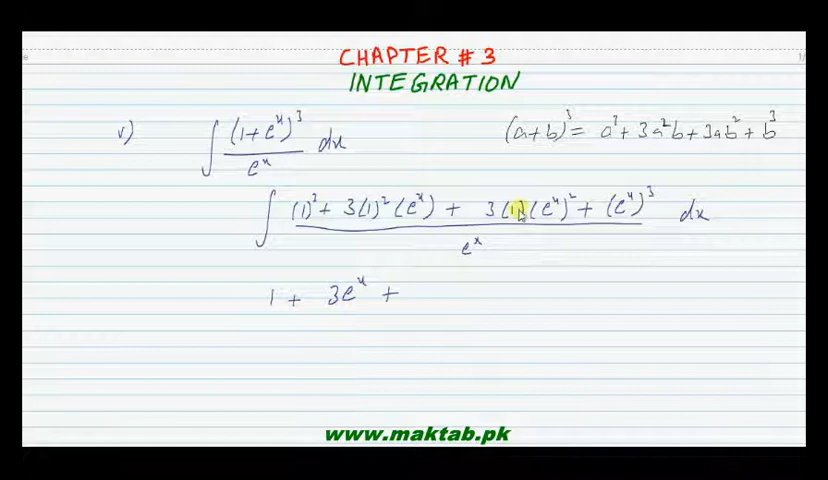 CHAPTER # 3
INTEGRATION
v) ∫ (1+e^x)^3 / e^x dx (a+b)^3 = a^3 + 3a^2b + 3ab^2 + b^3
∫ (1)^3 + 3(1)^2(e^x) + 3(1)(e^x)^2 + (e^x)^3 / e^x dx
1 + 3e^x +
www.maktab.pk